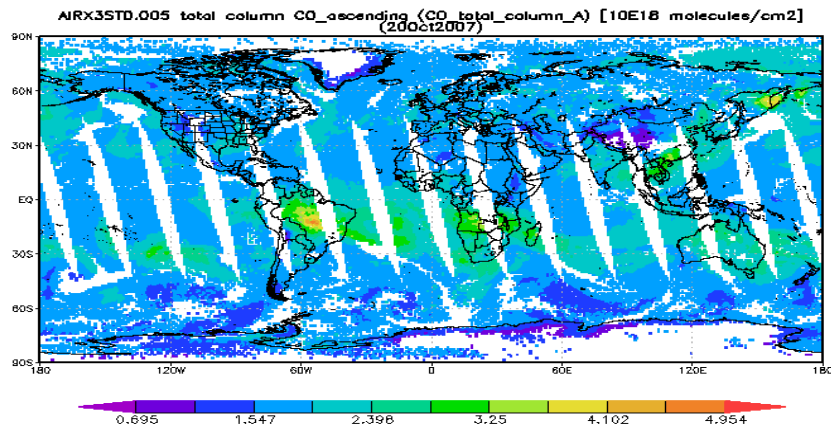 AIRX3STD.005 total column CO_ascending (CO_total_column_A) [10E18 molecules/cm2]
(20Oct2007)
90N
60N
30N
EQ
30S
60S
90S
180 120W 60W 0 60E 120E 180
0.695 1.547 2.398 3.25 4.102 4.954